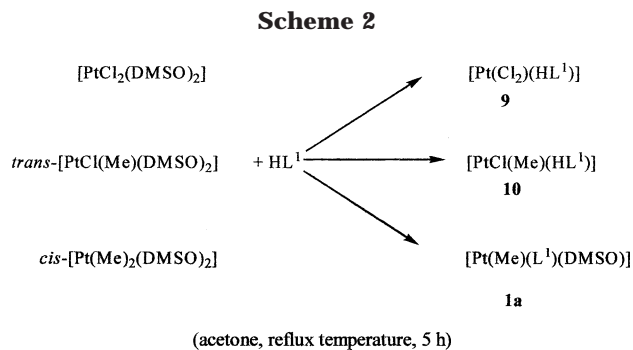 Scheme 2
[PtCl₂(DMSO)₂]
[Pt(Cl₂)(HL¹)]
9
trans-[PtCl(Me)(DMSO)₂]
+ HL¹
[PtCl(Me)(HL¹)]
10
cis-[Pt(Me)₂(DMSO)₂]
[Pt(Me)(L¹)(DMSO)]
1a
(acetone, reflux temperature, 5 h)